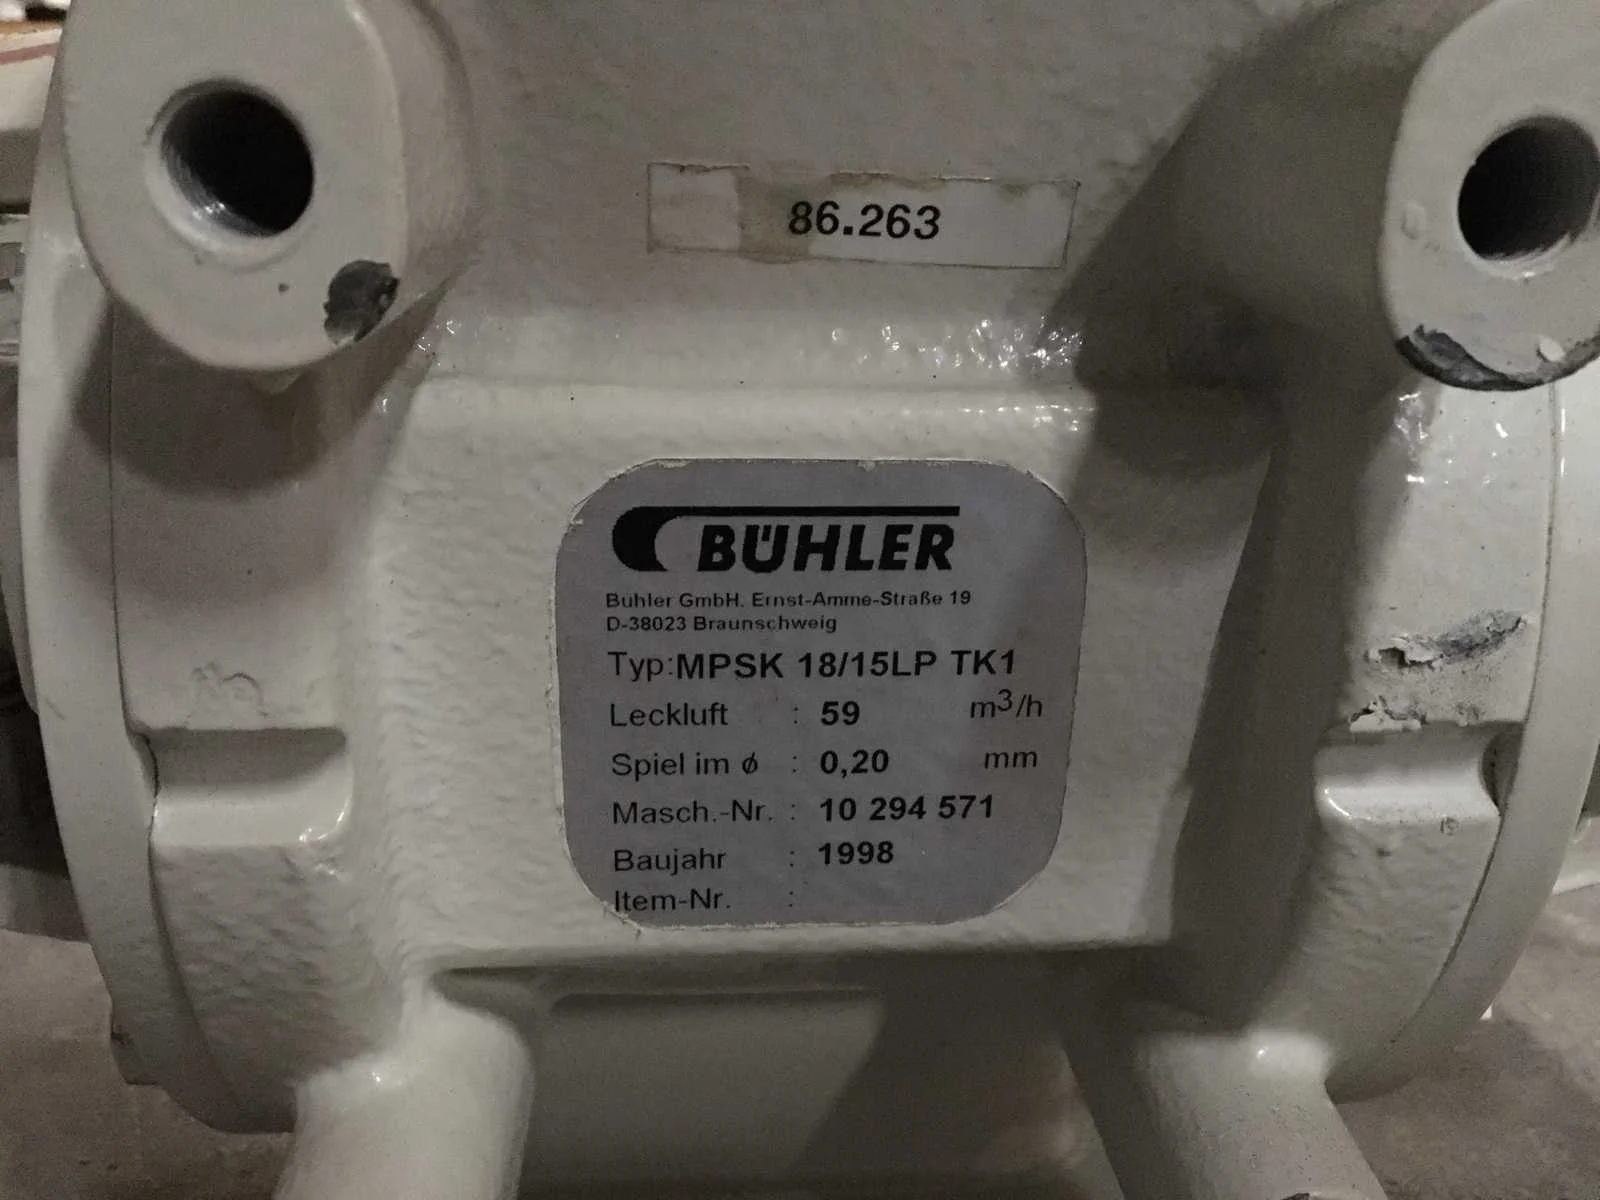 86.263
BÜHLER
Buhler GmbH. Ernst-Amme-Straße 19
D-38023 Braunschweig
Typ:MPSK 18/15LP TK1
Leckluft : 59 m³/h
Spiel im ø : 0,20 mm
Masch.-Nr. : 10 294 571
Baujahr : 1998
Item-Nr. :